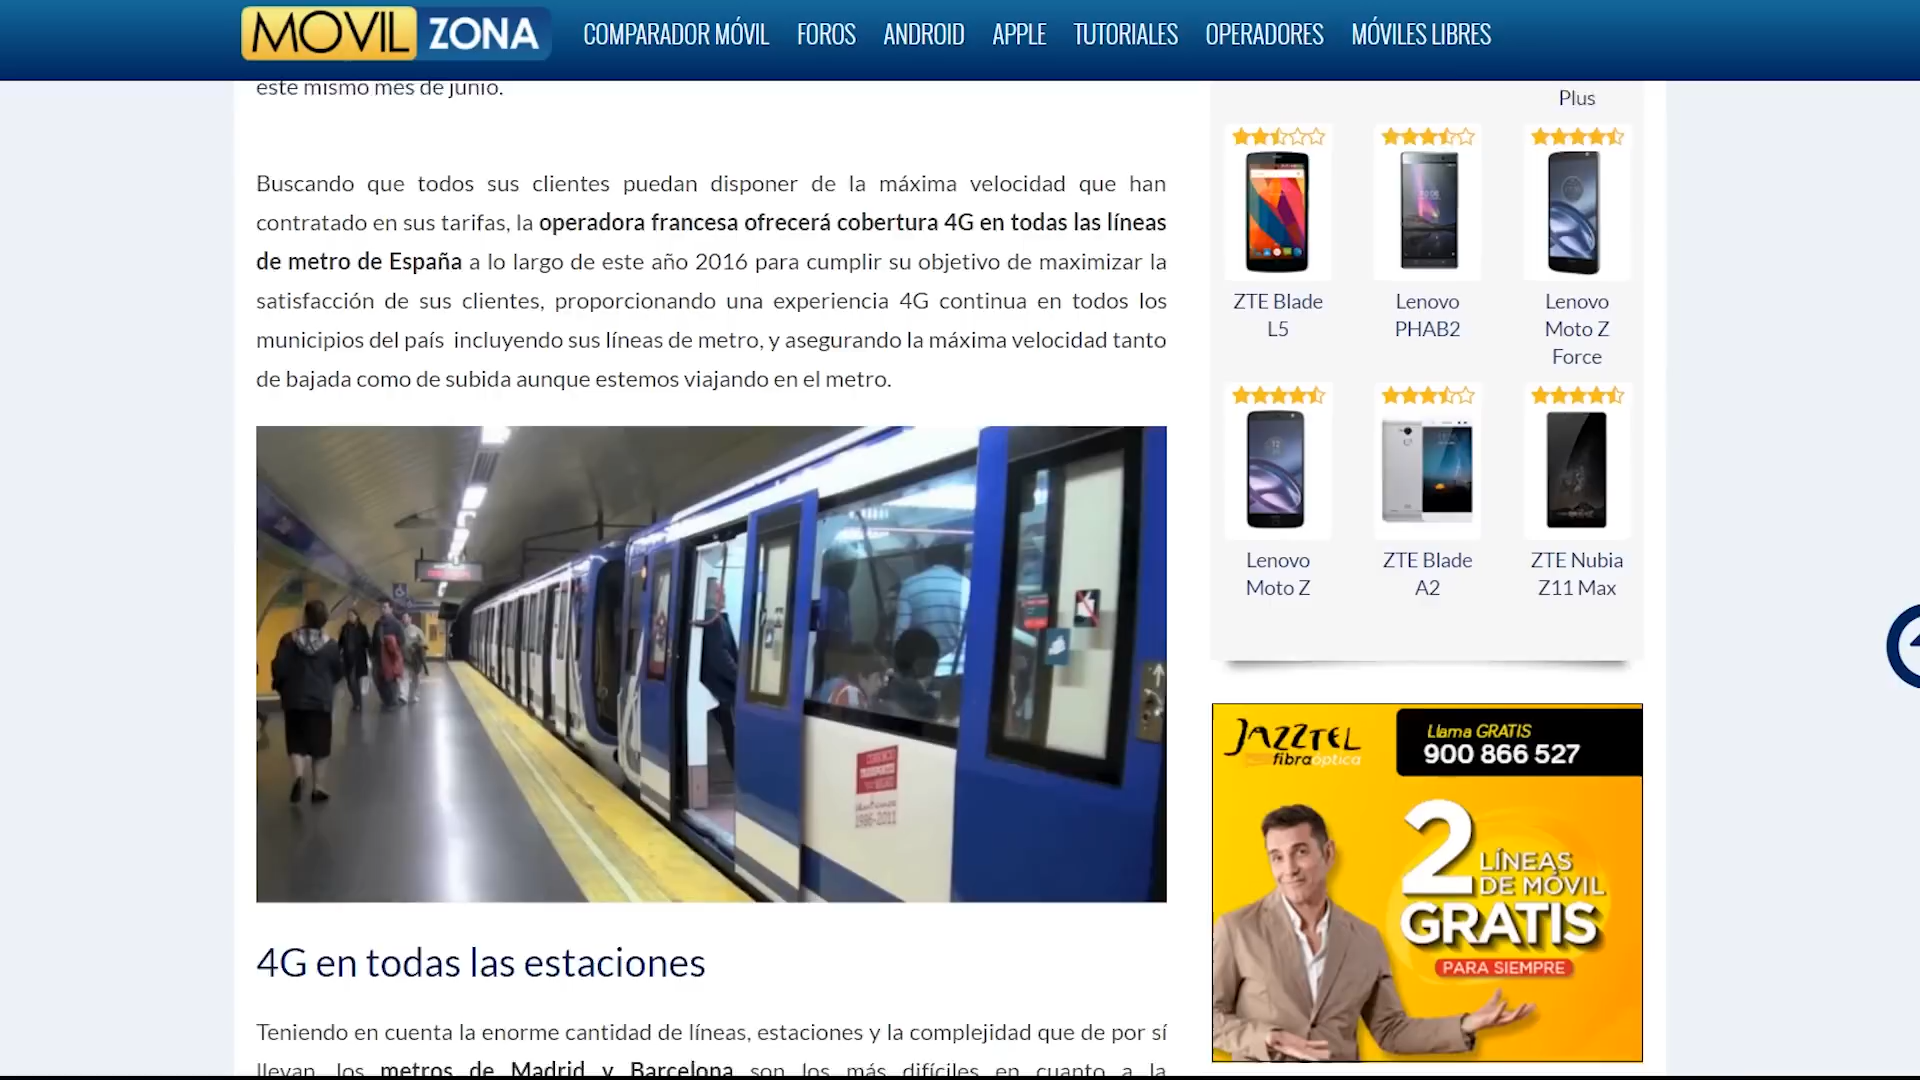 MOVIL ZONA
COMPARADOR MÓVIL FOROS ANDROID APPLE TUTORIALES OPERADORES MÓVILES LIBRES
este mismo mes de junio.
Buscando que todos sus clientes puedan disponer de la máxima velocidad que han
contratado en sus tarifas, la operadora francesa ofrecerá cobertura 4G en todas las líneas
de metro de España a lo largo de este año 2016 para cumplir su objetivo de maximizar la
satisfacción de sus clientes, proporcionando una experiencia 4G continua en todos los
municipios del país incluyendo sus líneas de metro, y asegurando la máxima velocidad tanto
de bajada como de subida aunque estemos viajando en el metro.
1986-2011
4G en todas las estaciones
Teniendo en cuenta la enorme cantidad de líneas, estaciones y la complejidad que de por sí
llevan, los metros de Madrid y Barcelona son los más difíciles en cuanto a la
Plus
ZTE Blade
L5
Lenovo
PHAB2
Lenovo
Moto Z
Force
Lenovo
Moto Z
ZTE Blade
A2
ZTE Nubia
Z11 Max
JAZZTEL
fibraóptica
Llama GRATIS
900 866 527
2 LÍNEAS
DE MÓVIL
GRATIS
PARA SIEMPRE